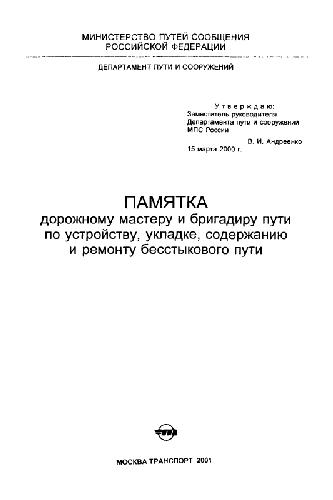 МИНИСТЕРСТВО ПУТЕЙ СООБЩЕНИЯ
РОССИЙСКОЙ ФЕДЕРАЦИИ
ДЕПАРТАМЕНТ ПУТИ И СООРУЖЕНИЙ
Утверждаю:
Заместитель руководителя
Департамента пути и сооружений
МПС России
В. И. Андреенко
15 марта 2000 г.
ПАМЯТКА
дорожному мастеру и бригадиру пути
по устройству, укладке, содержанию
и ремонту бесстыкового пути
МОСКВА ТРАНСПОРТ 2001